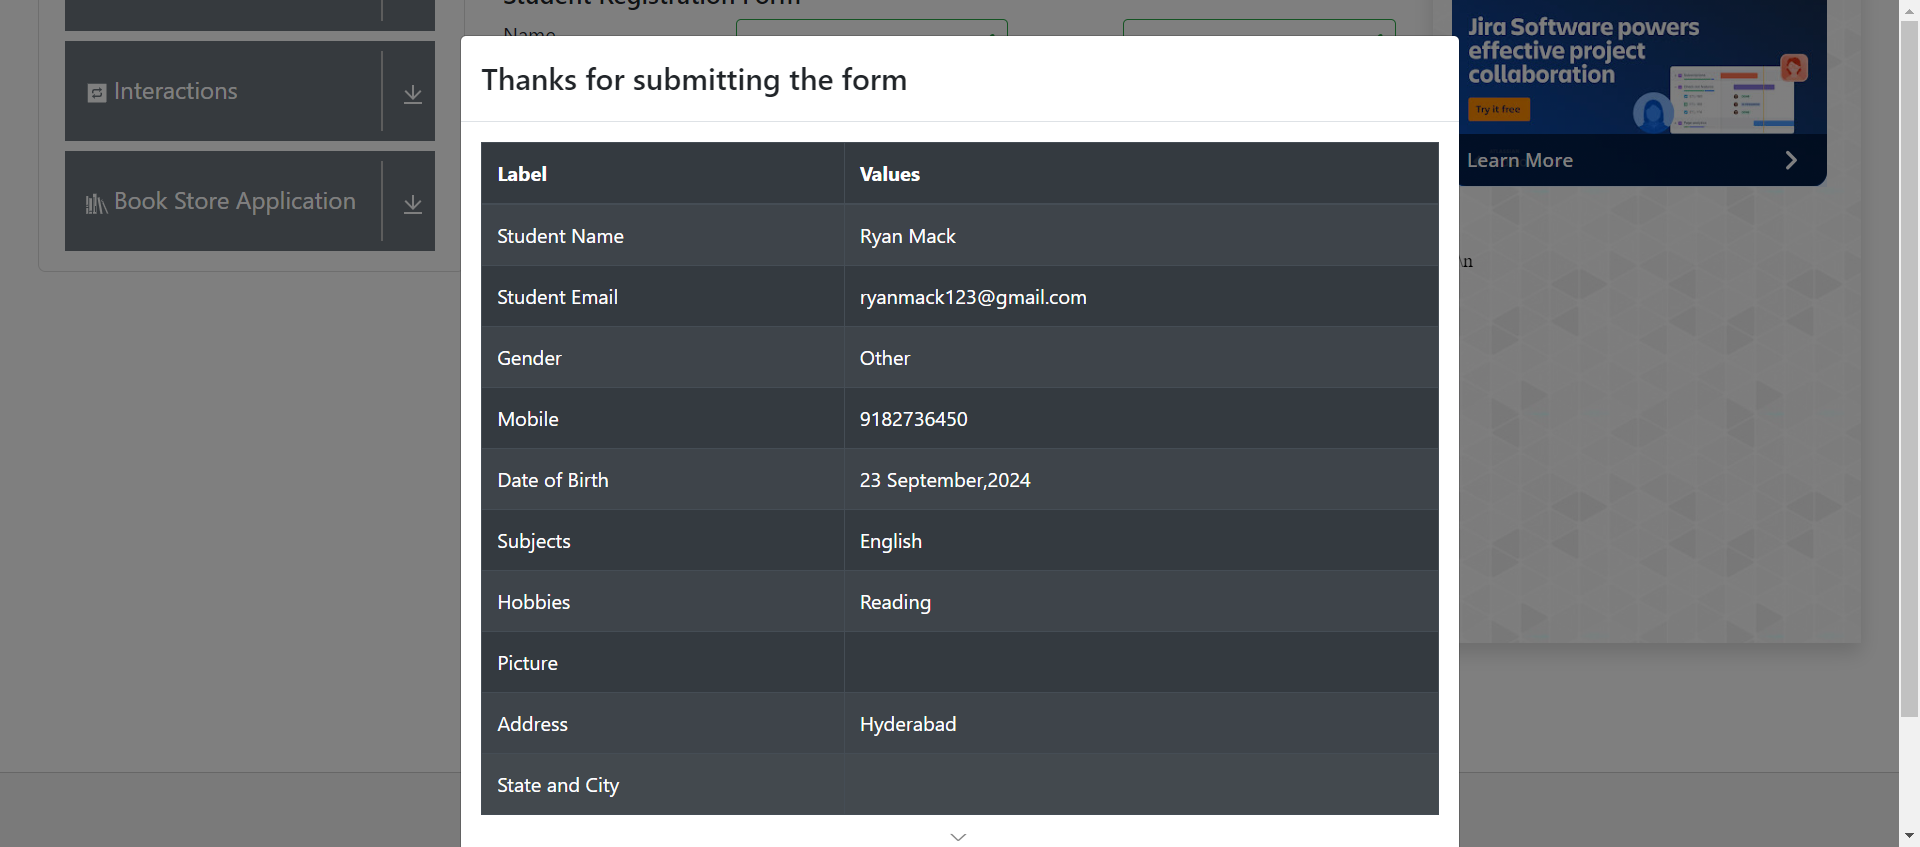 Student Registration Form
Name
Interactions
Book Store Application
Thanks for submitting the form
Label Values
Student Name Ryan Mack
Student Email ryanmack123@gmail.com
Gender Other
Mobile 9182736450
Date of Birth 23 September,2024
Subjects English
Hobbies Reading
Picture
Address Hyderabad
State and City
Jira Software powers
effective project
collaboration
Try it free
Learn More
\n